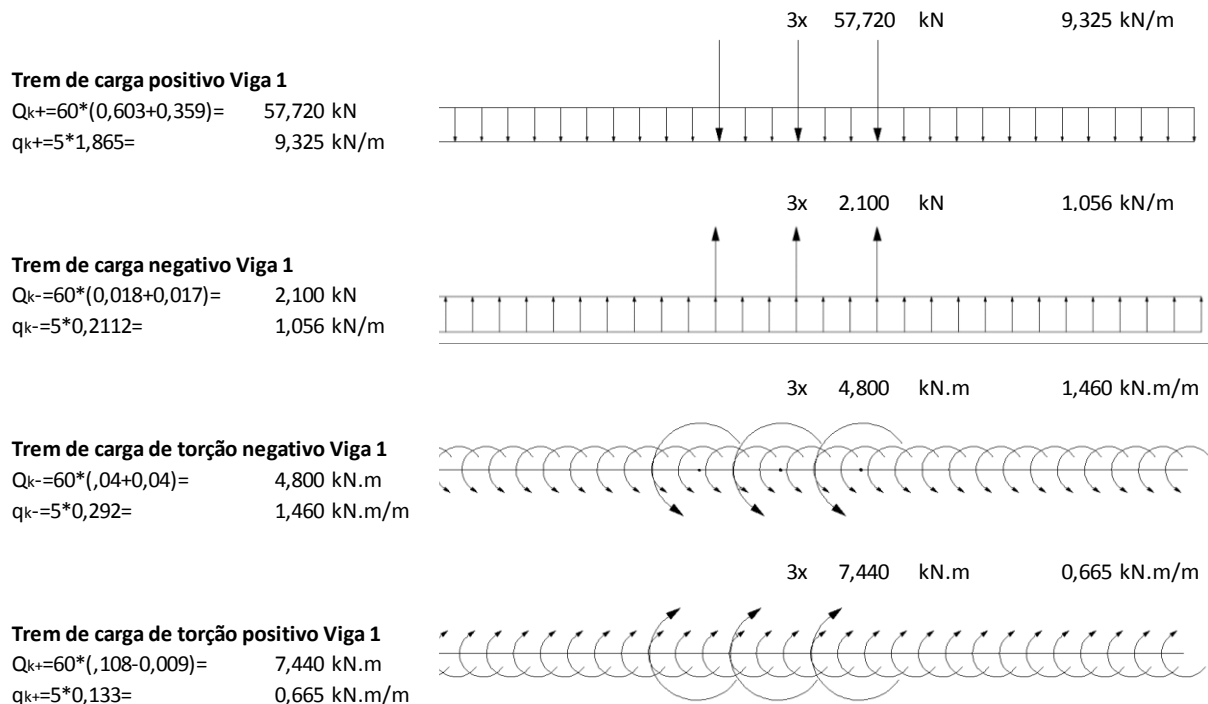 3x 57,720 kN 9,325 kN/m
Trem de carga positivo Viga 1
Qk+=60*(0,603+0,359)= 57,720 kN
qk+=5*1,865= 9,325 kN/m
3x 2,100 kN 1,056 kN/m
Trem de carga negativo Viga 1
Qk-=60*(0,018+0,017)= 2,100 kN
qk-=5*0,2112= 1,056 kN/m
3x 4,800 kN.m 1,460 kN.m/m
Trem de carga de torção negativo Viga 1
Qk-=60*(,04+0,04)= 4,800 kN.m
qk-=5*0,292= 1,460 kN.m/m
3x 7,440 kN.m 0,665 kN.m/m
Trem de carga de torção positivo Viga 1
Qk+=60*(,108-0,009)= 7,440 kN.m
qk+=5*0,133= 0,665 kN.m/m